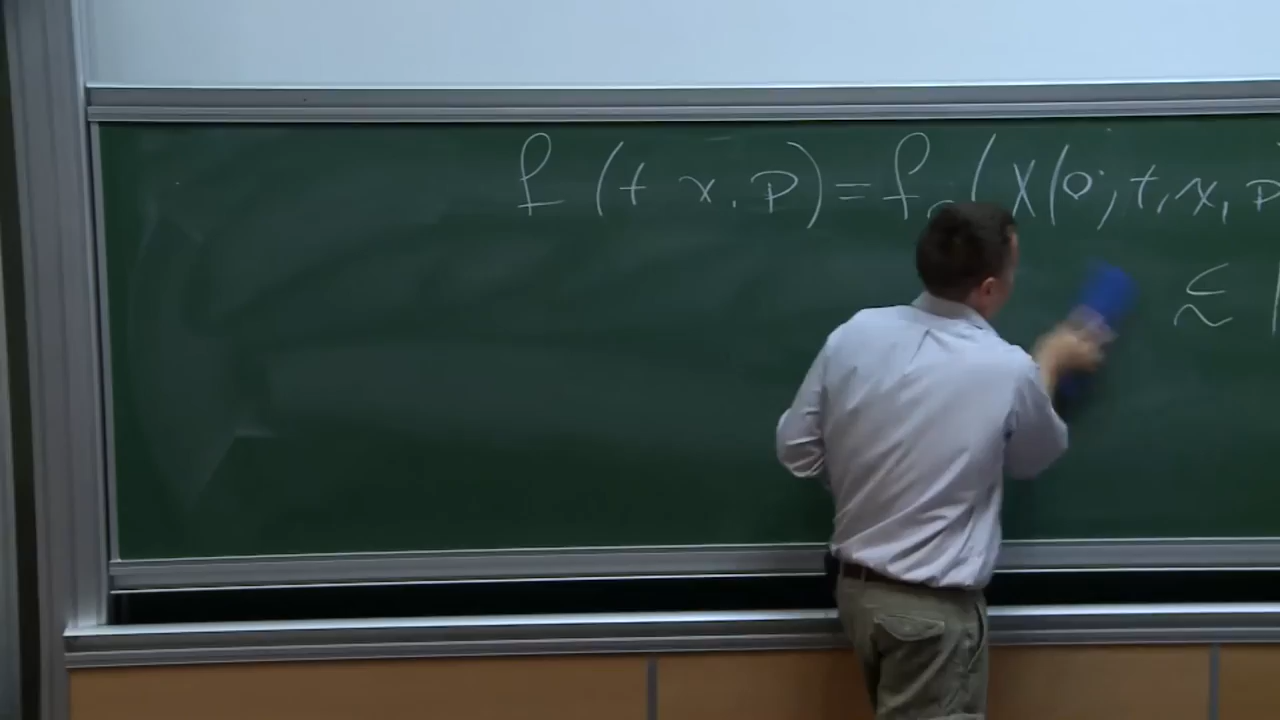 f (t x, p) = f₀ (X(0; t, x, p
≲ |